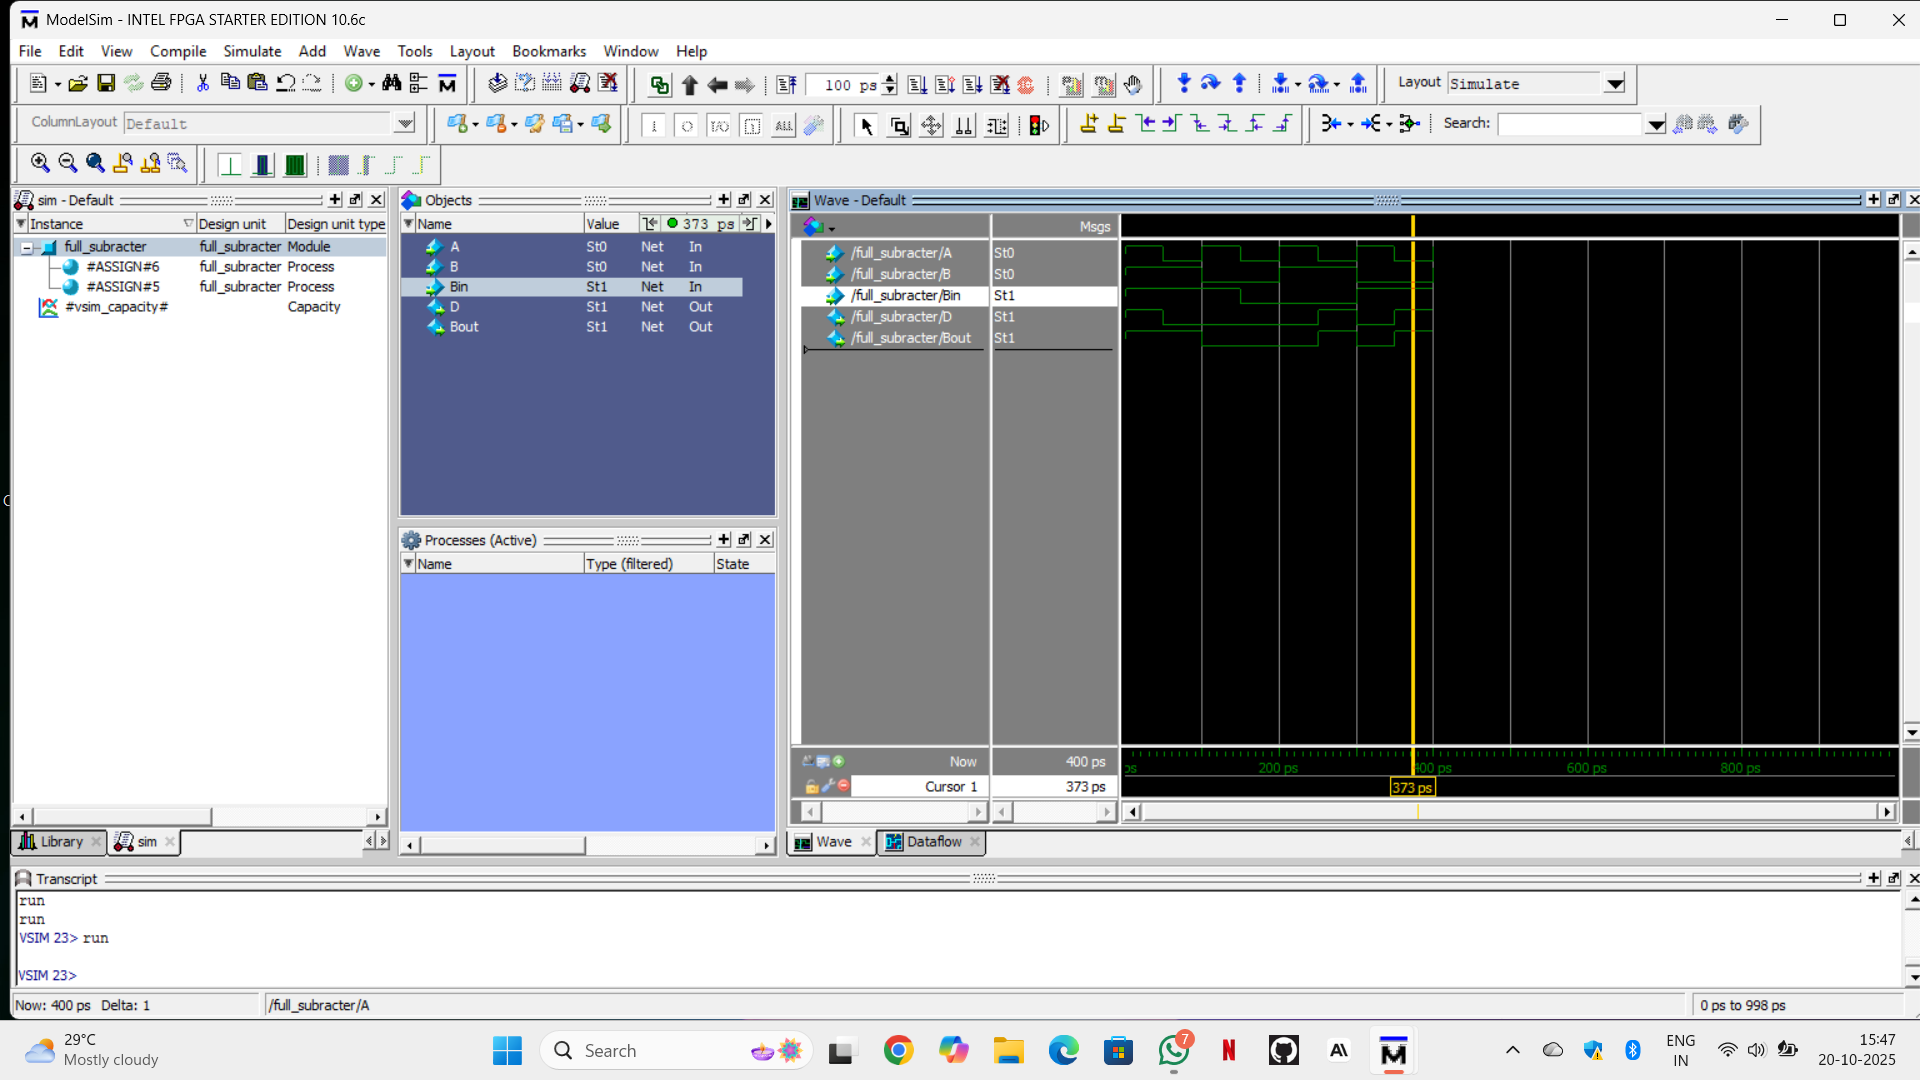 ModelSim - INTEL FPGA STARTER EDITION 10.6c
File Edit View Compile Simulate Add Wave Tools Layout Bookmarks Window Help
100 ps
Layout Simulate
ColumnLayout Default
ALL
Search:
sim - Default
Instance Design unit Design unit type
full_subracter full_subracter Module
#ASSIGN#6 full_subracter Process
#ASSIGN#5 full_subracter Process
#vsim_capacity# Capacity
Library sim
Objects
Name Value 373 ps
A St0 Net In
B St0 Net In
Bin St1 Net In
D St1 Net Out
Bout St1 Net Out
Processes (Active)
Name Type (filtered) State
Wave - Default
Msgs
/full_subracter/A St0
/full_subracter/B St0
/full_subracter/Bin St1
/full_subracter/D St1
/full_subracter/Bout St1
Now 400 ps
Cursor 1 373 ps
ps 200 ps 400 ps 600 ps 800 ps
373 ps
Wave Dataflow
Transcript
run
run
VSIM 23> run
VSIM 23>
Now: 400 ps Delta: 1 /full_subracter/A 0 ps to 998 ps
29°C
Mostly cloudy
Search
7
ENG
IN
15:47
20-10-2025